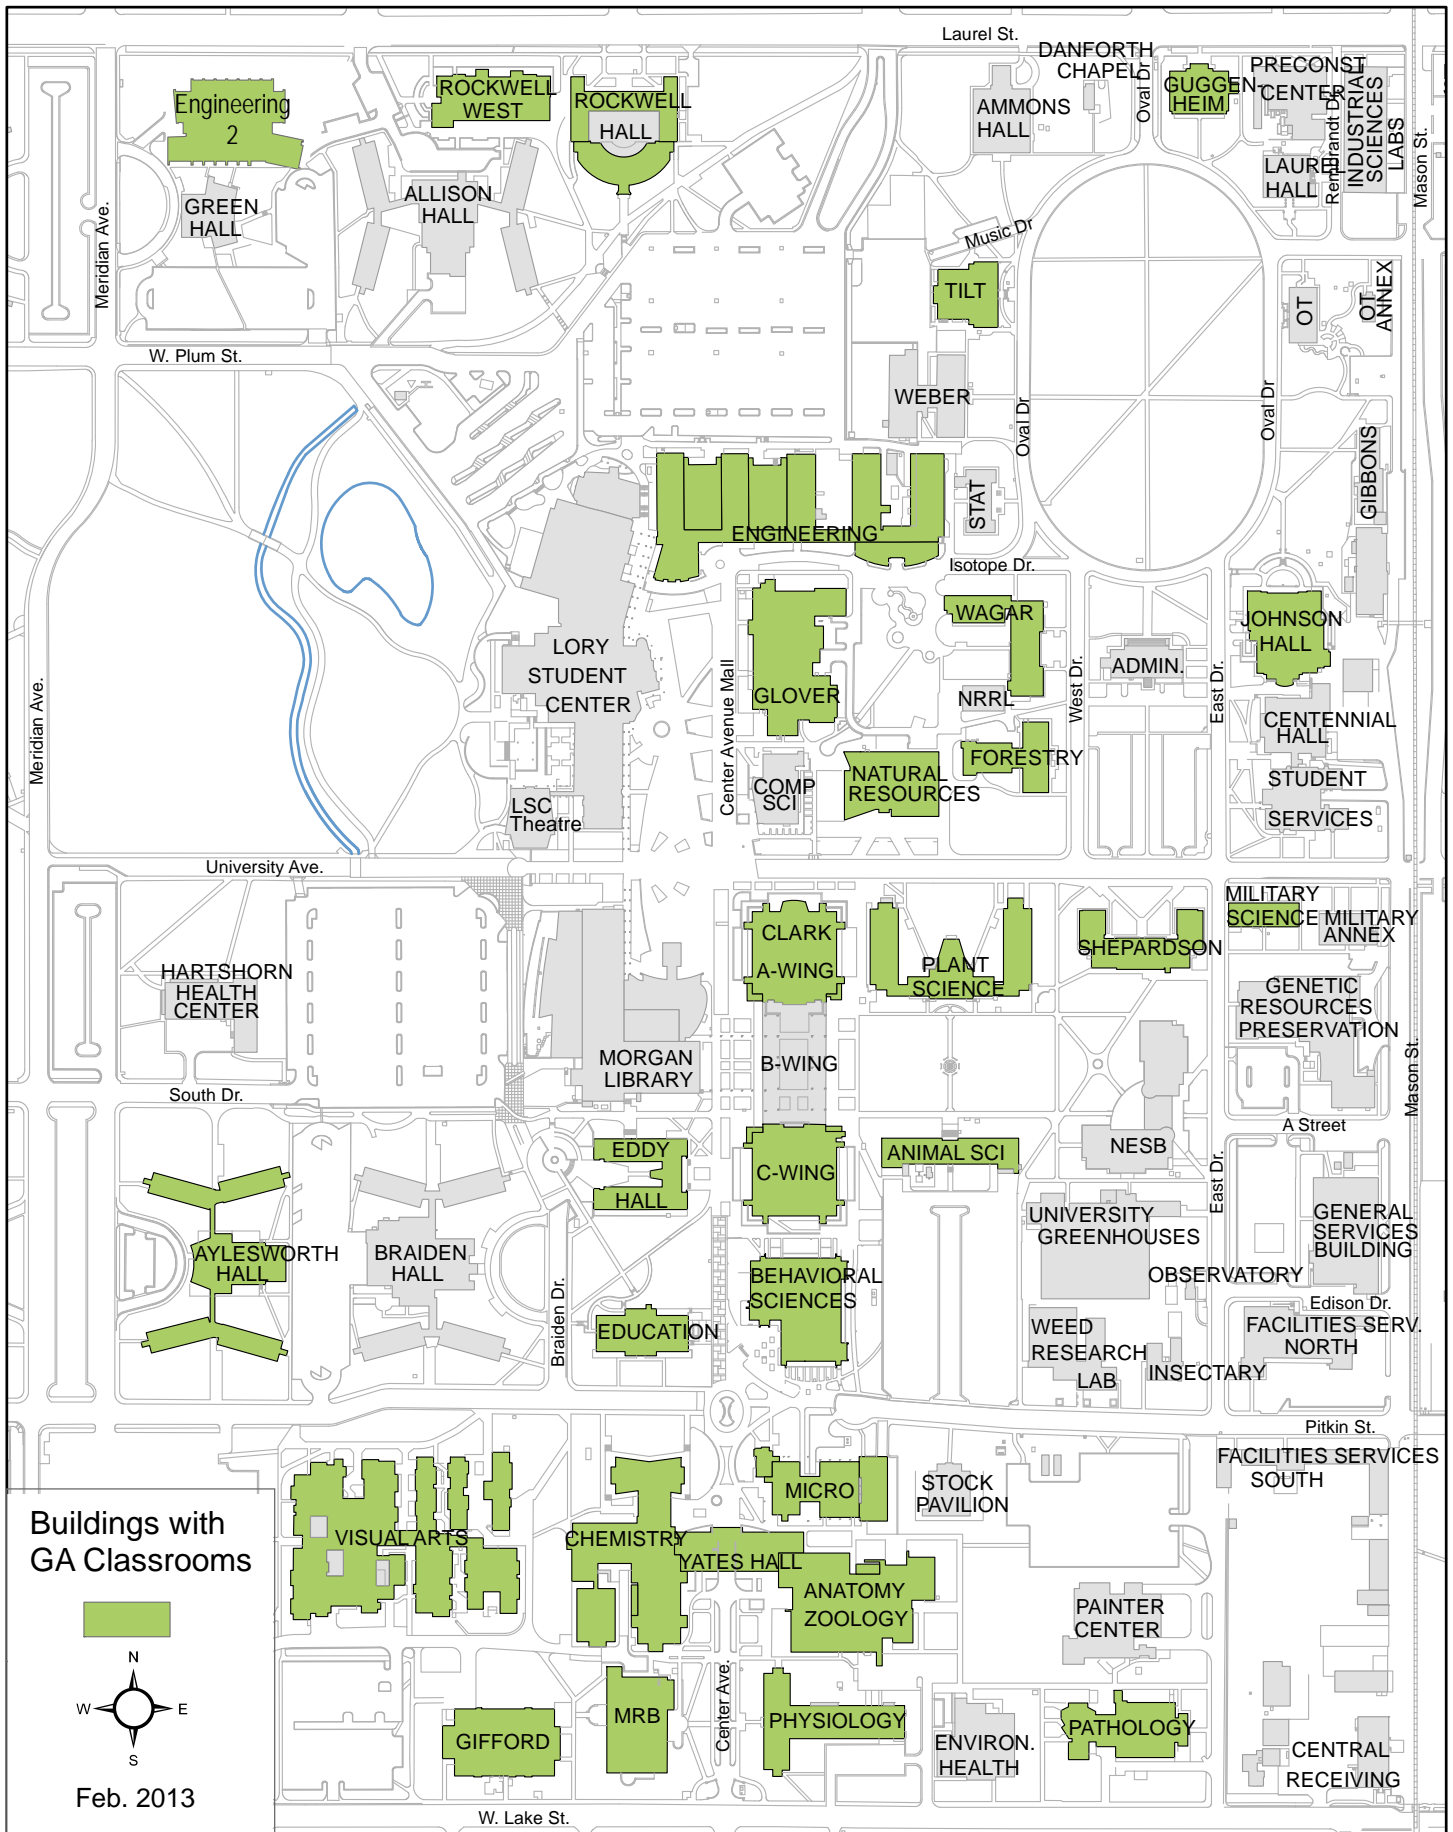 Laurel St.
DANFORTH
CHAPEL
Oval Dr
GUGGEN-
HEIM
PRECONST
CENTER
Rembrandt Dr.
INDUSTRIAL
SCIENCES
LABS
Mason St.
Engineering
2
ROCKWELL
WEST
ROCKWELL
HALL
AMMONS
HALL
LAUREL
HALL
GREEN
HALL
ALLISON
HALL
Meridian Ave.
Music Dr
TILT
OT
OT
ANNEX
W. Plum St.
WEBER
Oval Dr
Oval Dr
GIBBONS
STAT
ENGINEERING
Isotope Dr.
WAGAR
JOHNSON
HALL
LORY
STUDENT
CENTER
GLOVER
NRRL
ADMIN.
West Dr.
East Dr.
Center Avenue Mall
Meridian Ave.
CENTENNIAL
HALL
FORESTRY
NATURAL
RESOURCES
COMP
SCI
STUDENT
SERVICES
LSC
Theatre
University Ave.
MILITARY
SCIENCE
MILITARY
ANNEX
CLARK
A-WING
PLANT
SCIENCE
SHEPARDSON
HARTSHORN
HEALTH
CENTER
GENETIC
RESOURCES
PRESERVATION
MORGAN
LIBRARY
B-WING
Mason St.
South Dr.
A Street
EDDY
HALL
C-WING
ANIMAL SCI
NESB
East Dr.
UNIVERSITY
GREENHOUSES
GENERAL
SERVICES
BUILDING
AYLESWORTH
HALL
BRAIDEN
HALL
BEHAVIORAL
SCIENCES
OBSERVATORY
Edison Dr.
Braiden Dr.
EDUCATION
WEED
RESEARCH
LAB
INSECTARY
FACILITIES SERV.
NORTH
Pitkin St.
FACILITIES SERVICES
SOUTH
MICRO
STOCK
PAVILION
VISUAL ARTS
CHEMISTRY
YATES HALL
ANATOMY
ZOOLOGY
PAINTER
CENTER
Buildings with
GA Classrooms
N
W
E
S
Feb. 2013
Center Ave.
GIFFORD
MRB
PHYSIOLOGY
ENVIRON.
HEALTH
PATHOLOGY
CENTRAL
RECEIVING
W. Lake St.